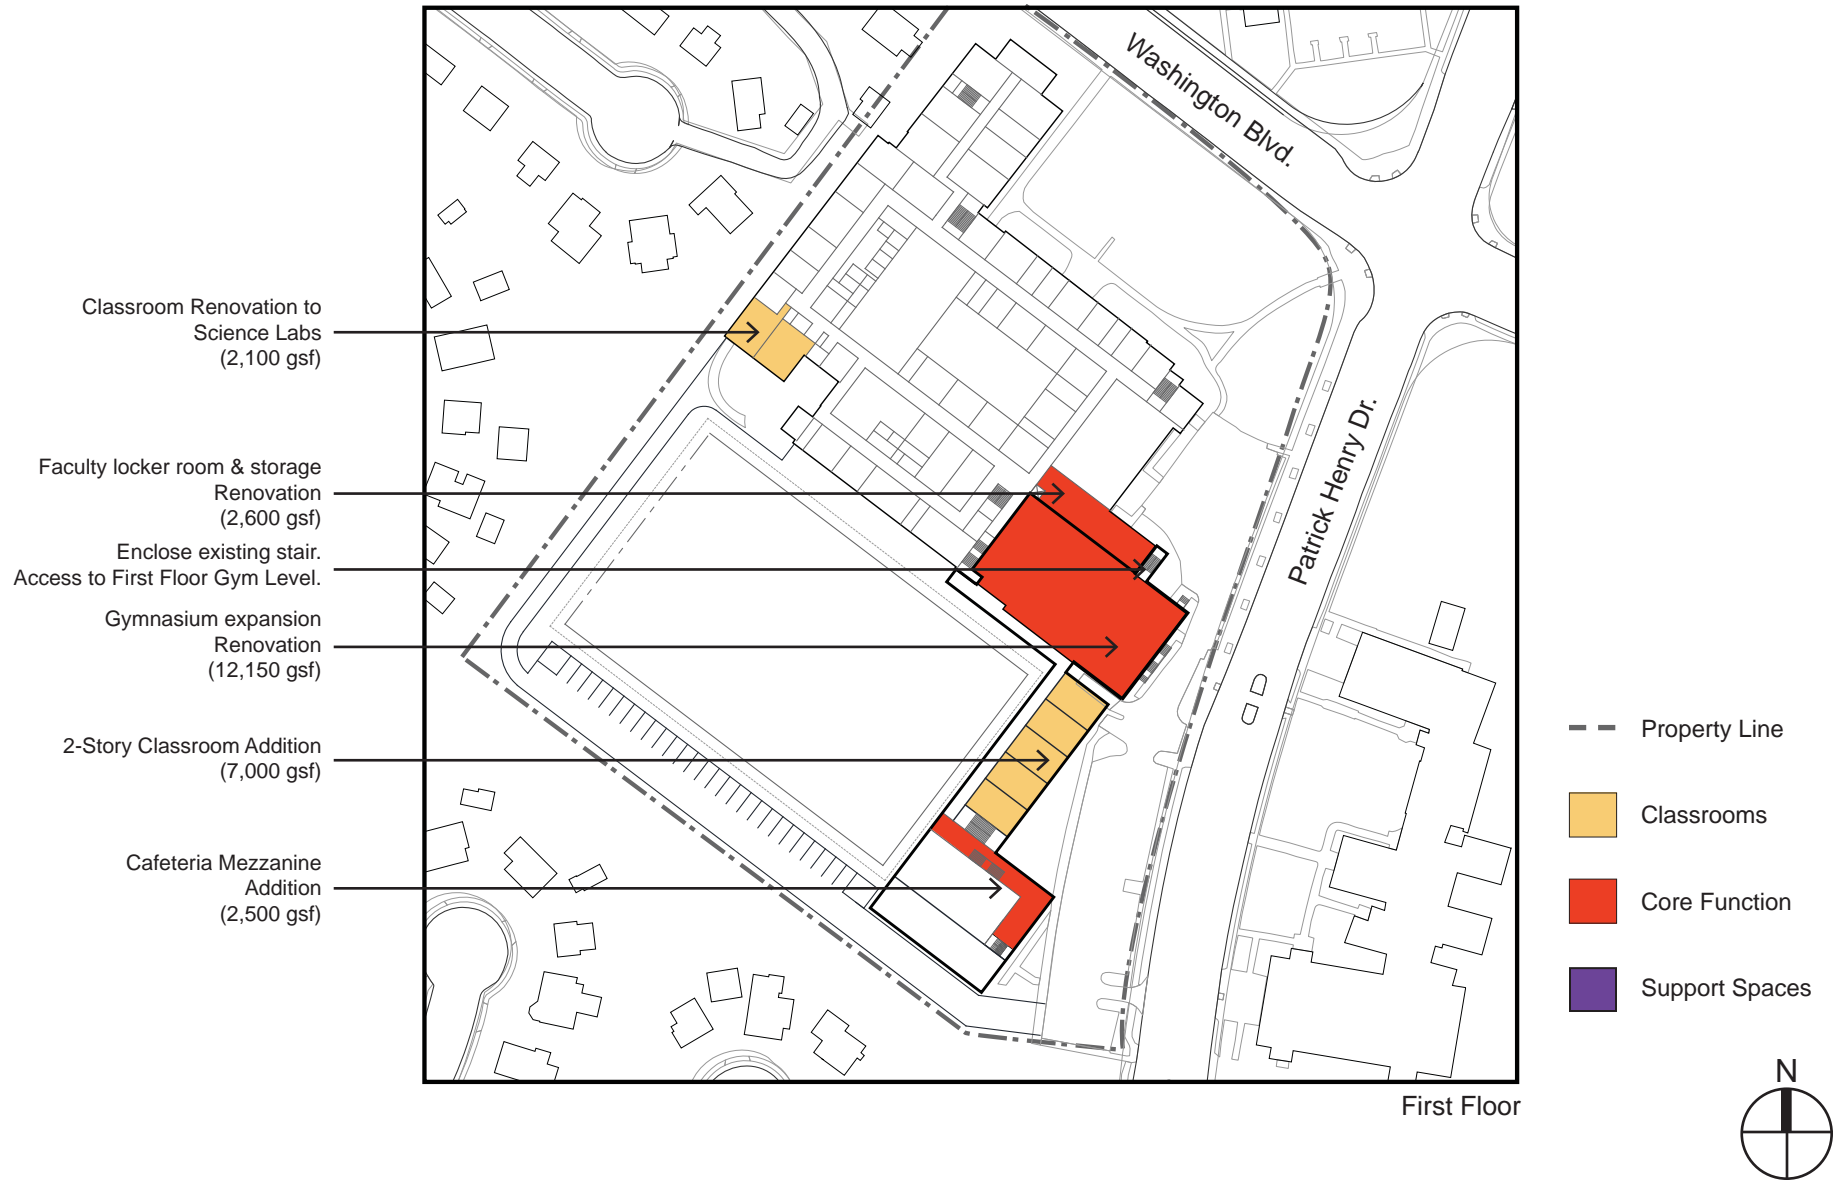 Washington Blvd.
Classroom Renovation to
Science Labs
(2,100 gsf)
Patrick Henry Dr.
Faculty locker room & storage
Renovation
(2,600 gsf)
Enclose existing stair.
Access to First Floor Gym Level.
Gymnasium expansion
Renovation
(12,150 gsf)
2-Story Classroom Addition
(7,000 gsf)
Cafeteria Mezzanine
Addition
(2,500 gsf)
Property Line
Classrooms
Core Function
Support Spaces
N
First Floor